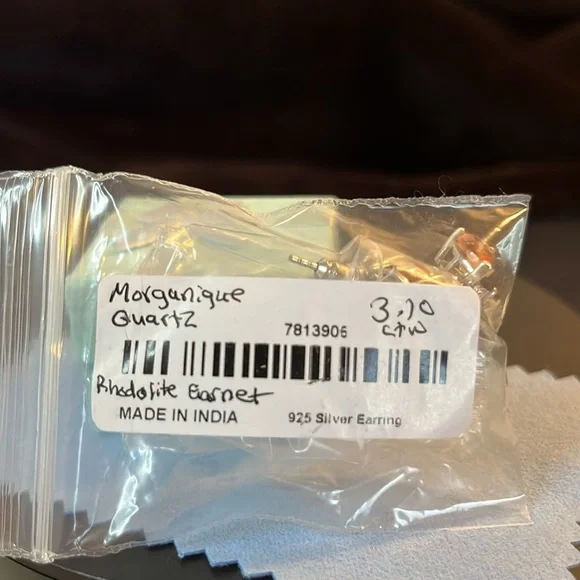 Morganique
Quartz
7813906
3.10
ctw
Rhodolite Garnet
MADE IN INDIA
925 Silver Earring